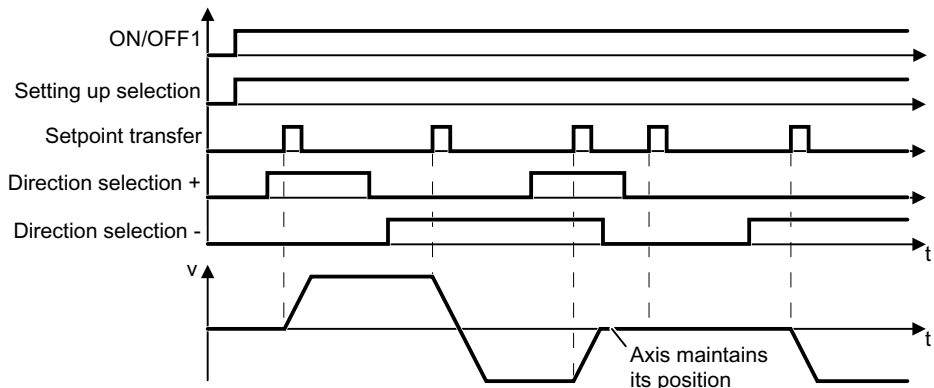 ON/OFF1
Setting up selection
Setpoint transfer
Direction selection +
Direction selection -
t
v
t
Axis maintains
its position